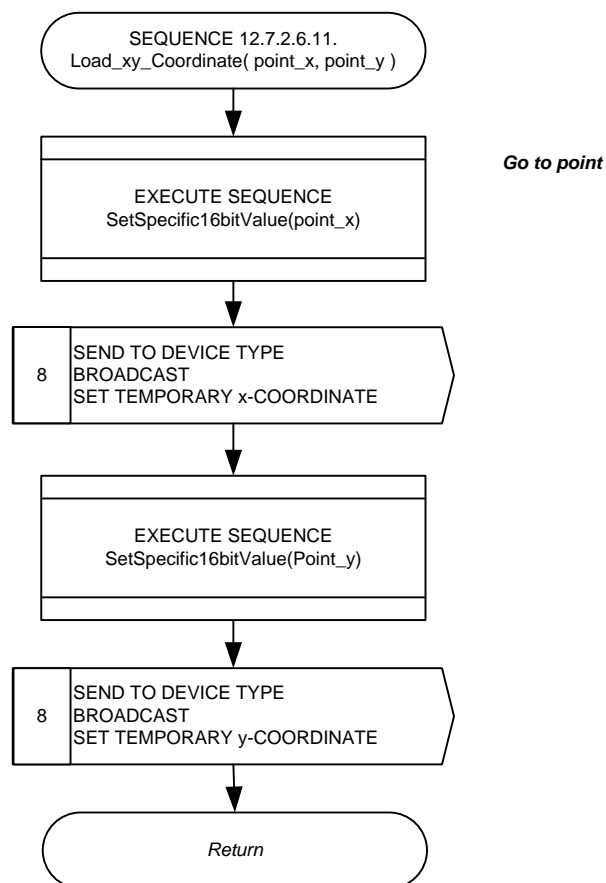 SEQUENCE 12.7.2.6.11.
Load_xy_Coordinate( point_x, point_y )
Go to point
EXECUTE SEQUENCE
SetSpecific16bitValue(point_x)
8
SEND TO DEVICE TYPE
BROADCAST
SET TEMPORARY x-COORDINATE
EXECUTE SEQUENCE
SetSpecific16bitValue(Point_y)
8
SEND TO DEVICE TYPE
BROADCAST
SET TEMPORARY y-COORDINATE
Return